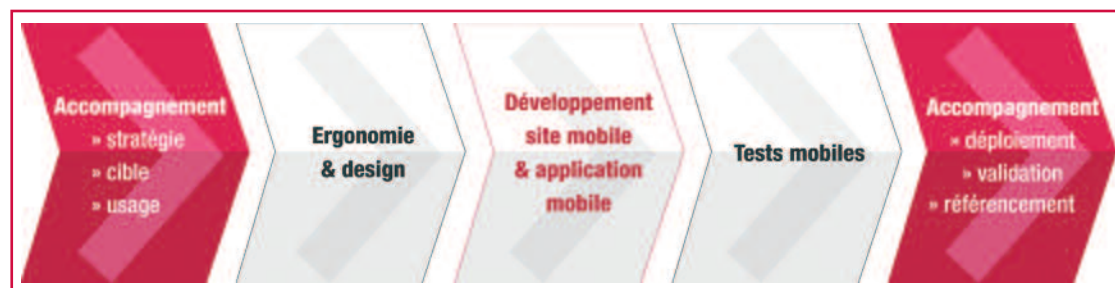 Accompagnement
» stratégie
» cible
» usage
Ergonomie
& design
Développement
site mobile
& application
mobile
Tests mobiles
Accompagnement
» déploiement
» validation
» référencement